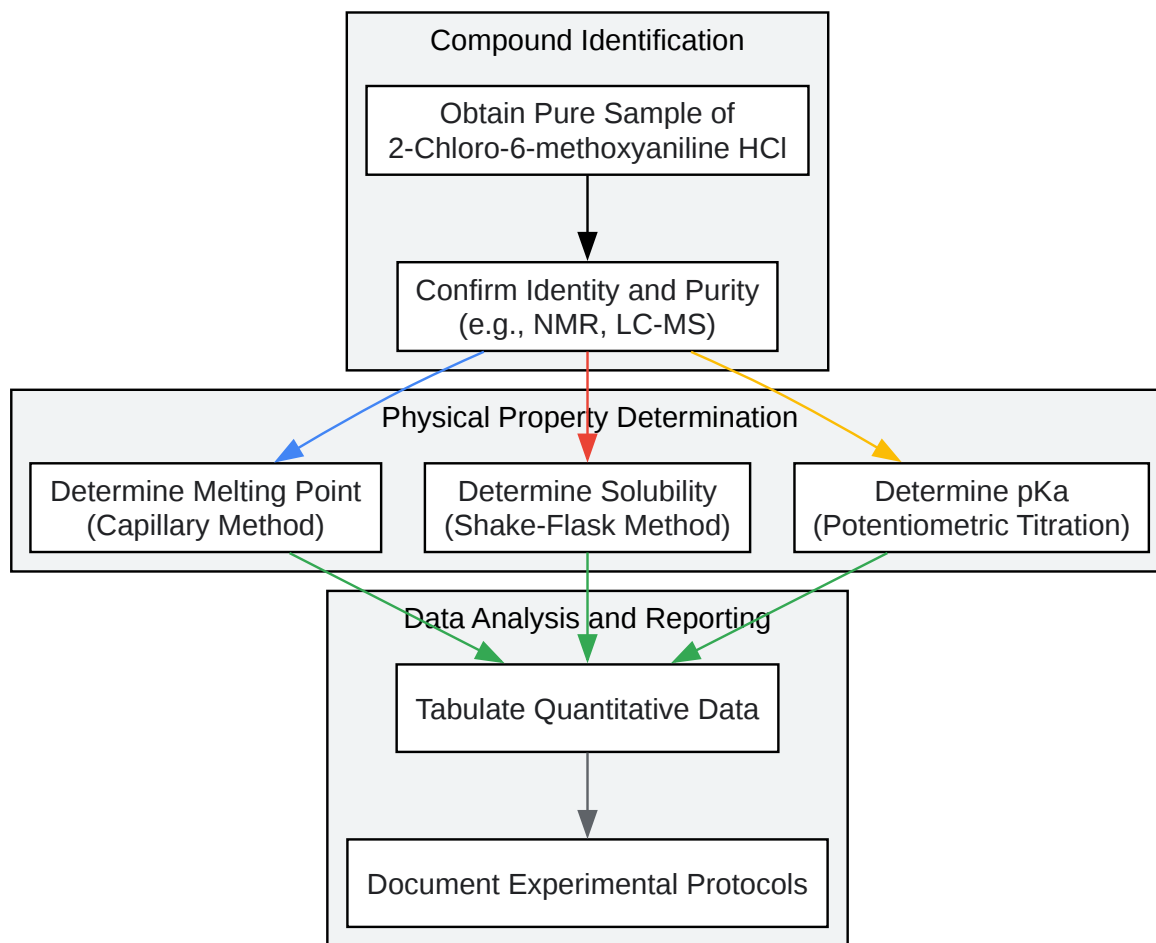 Compound Identification
Obtain Pure Sample of
2-Chloro-6-methoxyaniline HCl
Confirm Identity and Purity
(e.g., NMR, LC-MS)
Physical Property Determination
Determine Melting Point
(Capillary Method)
Determine Solubility
(Shake-Flask Method)
Determine pKa
(Potentiometric Titration)
Data Analysis and Reporting
Tabulate Quantitative Data
Document Experimental Protocols